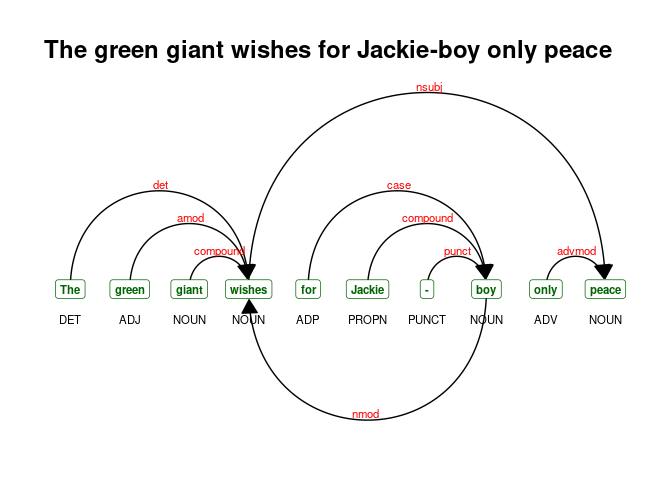 The green giant wishes for Jackie-boy only peace
nsubj
det case
amod compound
compound punct advmod
The green giant wishes for Jackie - boy only peace
DET ADJ NOUN NOUN ADP PROPN PUNCT NOUN ADV NOUN
nmod